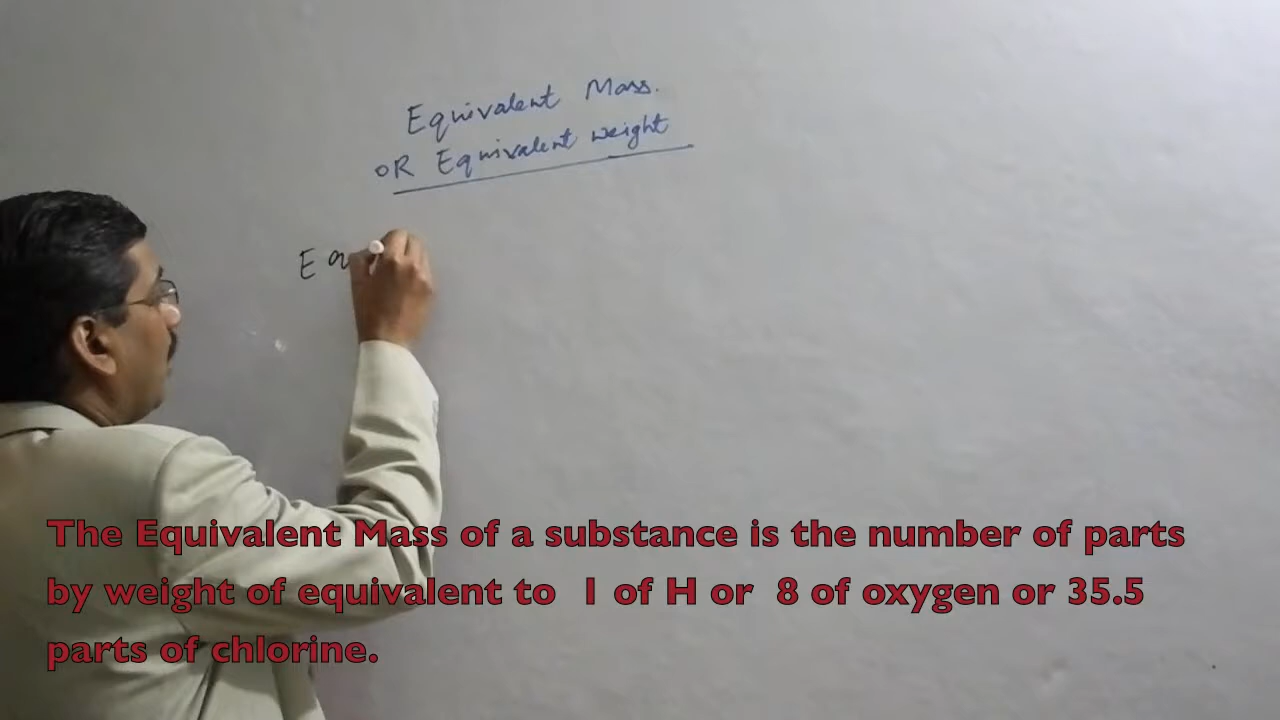 Equivalent Mass.
OR Equivalent weight
Eq
The Equivalent Mass of a substance is the number of parts
by weight of equivalent to 1 of H or 8 of oxygen or 35.5
parts of chlorine.